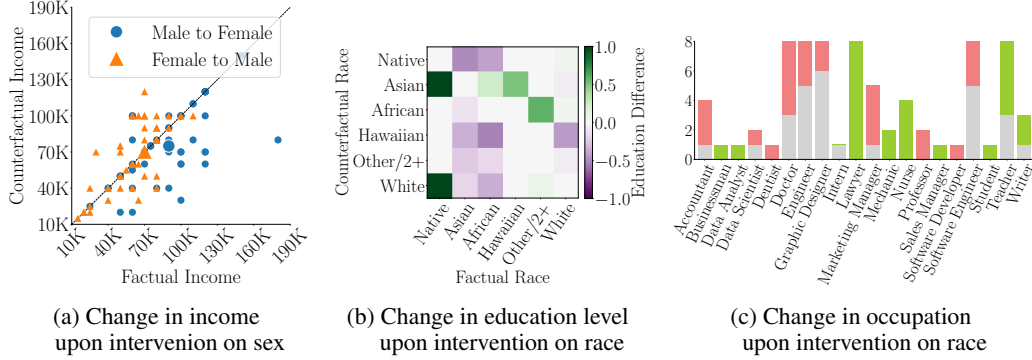 190K
150K
130K
100K
70K
40K
10K
Counterfactual Income
Male to Female
Female to Male
10K
40K
70K
100K
130K
150K
190K
Factual Income
(a) Change in income
upon intervention on sex
Counterfactual Race
Native
Asian
African
Hawaiian
Other/2+
White
Native
Asian
African
Hawaiian
Other/2+
White
Factual Race
1.0
0.5
0.0
−0.5
−1.0
Education Difference
(b) Change in education level
upon intervention on race
8
6
4
2
0
Accountant
Businessman
Data Analyst
Data Scientist
Dentist
Doctor
Engineer
Graphic Designer
Intern
Lawyer
Marketing Manager
Mechanic
Nurse
Professor
Sales Manager
Software Developer
Software Engineer
Student
Teacher
Writer
(c) Change in occupation
upon intervention on race